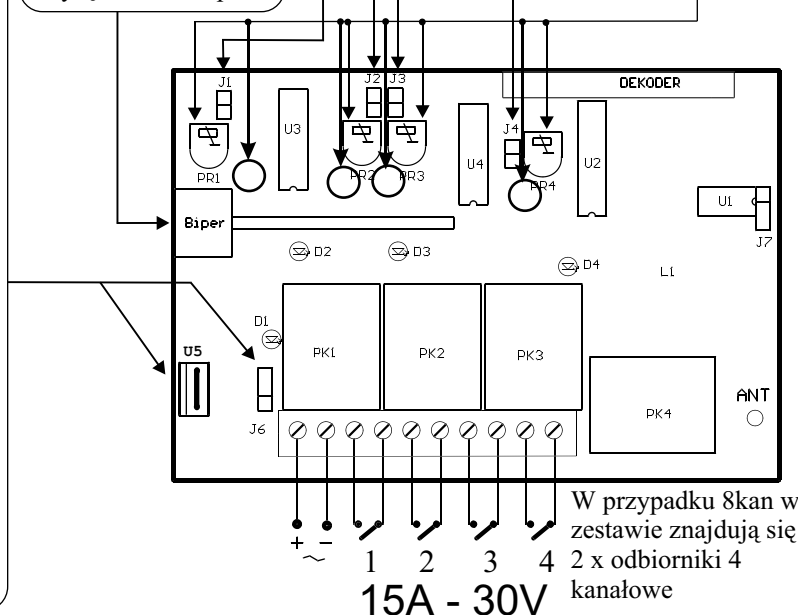 J1
J2 J3
DEKODER
U3
J4
U4
U2
PR1
PR2
PR3
PR4
U1
Biper
J7
D2
D3
D4
L1
D1
U5
PK1
PK2
PK3
PK4
ANT
J6
+ − ~
1 2 3 4
15A - 30V
W przypadku 8kan w
zestawie znajdują się
2 x odbiorniki 4
kanałowe